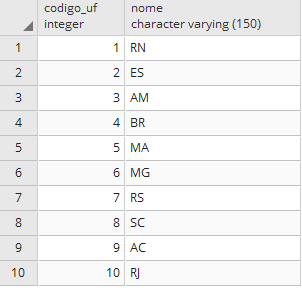 codigo_uf nome
integer character varying (150)
1 1 RN
2 2 ES
3 3 AM
4 4 BR
5 5 MA
6 6 MG
7 7 RS
8 8 SC
9 9 AC
10 10 RJ